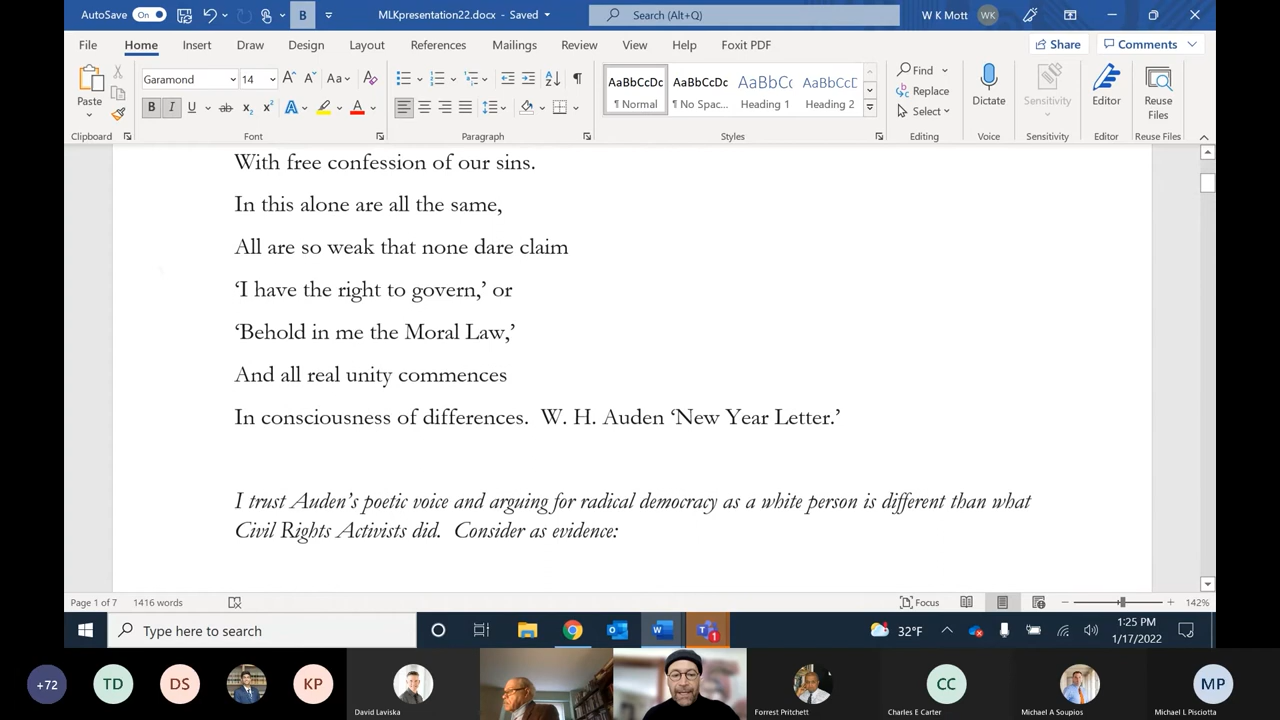 AutoSave On MLKpresentation22.docx - Saved Search (Alt+Q) W K Mott WK
File Home Insert Draw Design Layout References Mailings Review View Help Foxit PDF Share Comments
Paste Garamond 14 Aa B I U ab x₂ x² A A
AaBbCcDc AaBbCcDc AaBbCc AaBbCcD
¶ Normal ¶ No Spac... Heading 1 Heading 2
Find
Replace
Select
Dictate Sensitivity Editor Reuse Files
Clipboard Font Paragraph Styles Editing Voice Sensitivity Editor Reuse Files
With free confession of our sins.
In this alone are all the same,
All are so weak that none dare claim
‘I have the right to govern,’ or
‘Behold in me the Moral Law,’
And all real unity commences
In consciousness of differences. W. H. Auden ‘New Year Letter.’
I trust Auden’s poetic voice and arguing for radical democracy as a white person is different than what
Civil Rights Activists did. Consider as evidence:
Page 1 of 7 1416 words Focus 142%
Type here to search 32°F 1:25 PM
1/17/2022
+72 TD DS KP CC MP
David Laviska Forrest Pritchett Charles E Carter Michael A Soupios Michael L Pisciotta